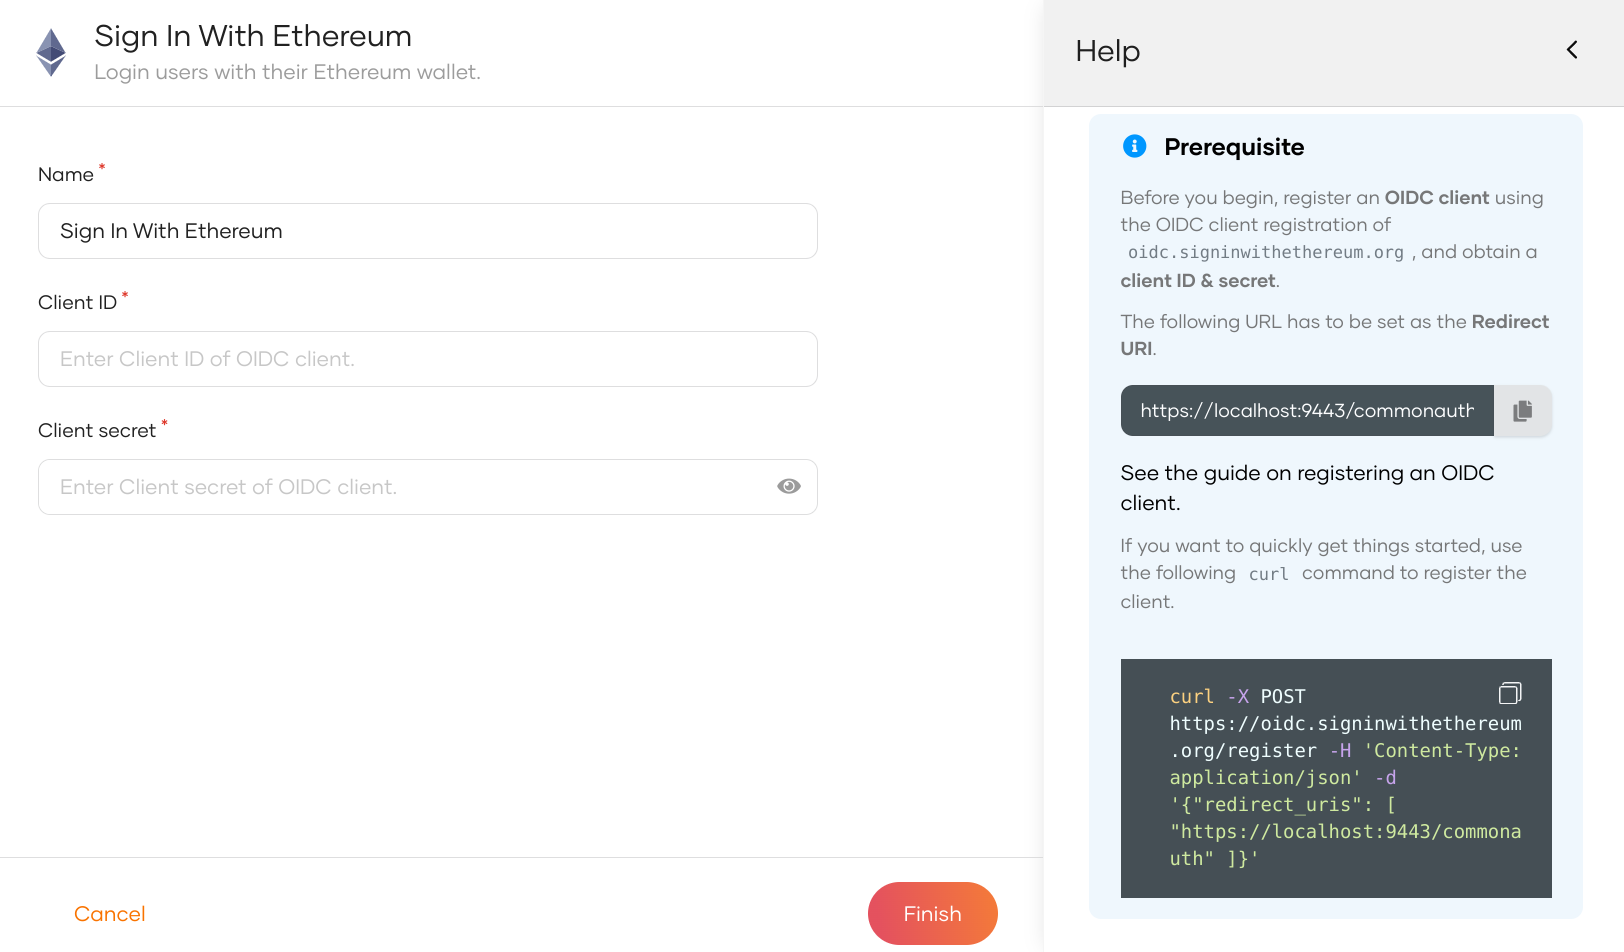 Sign In With Ethereum
Login users with their Ethereum wallet.
Name *
Sign In With Ethereum
Client ID *
Enter Client ID of OIDC client.
Client secret *
Enter Client secret of OIDC client.
Cancel
Finish
Help
Prerequisite
Before you begin, register an OIDC client using
the OIDC client registration of
oidc.signinwithethereum.org , and obtain a
client ID & secret.
The following URL has to be set as the Redirect
URI.
https://localhost:9443/commonauth
See the guide on registering an OIDC
client.
If you want to quickly get things started, use
the following curl command to register the
client.
curl -X POST
https://oidc.signinwithethereum
.org/register -H 'Content-Type:
application/json' -d
'{"redirect_uris": [
"https://localhost:9443/commona
uth" ]}'